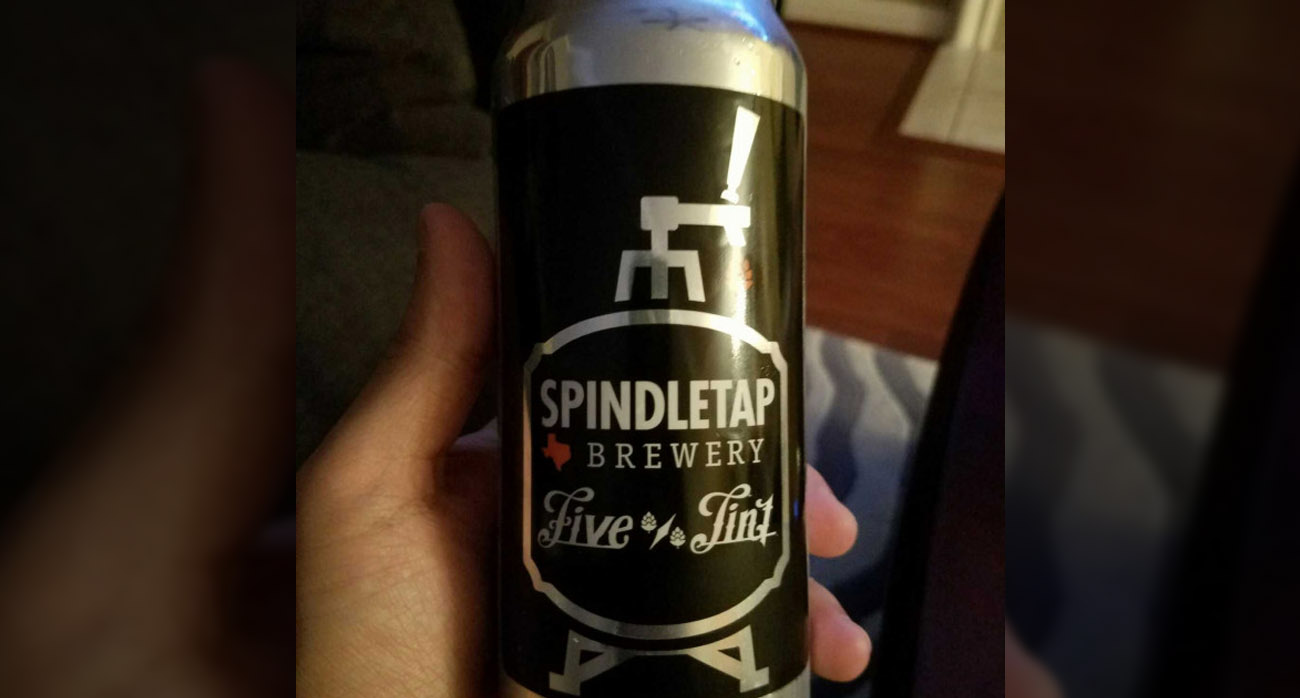 SPINDLETAP
BREWERY
Five % Tint